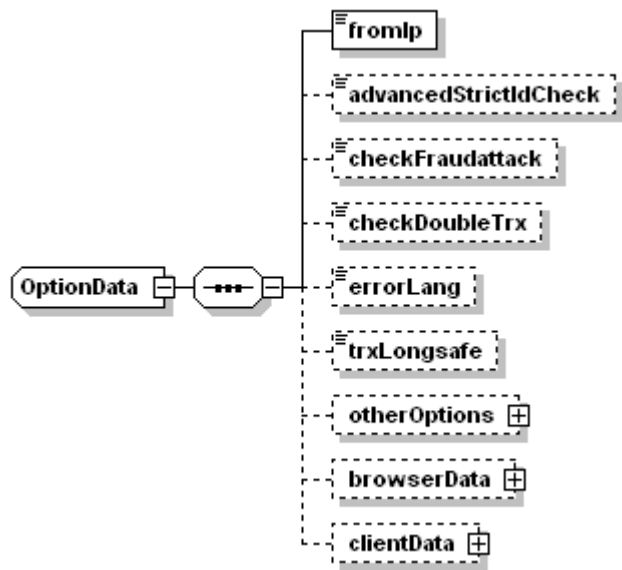 fromIp
advancedStrictIdCheck
checkFraudattack
checkDoubleTrx
OptionData
errorLang
trxLongsafe
otherOptions
browserData
clientData